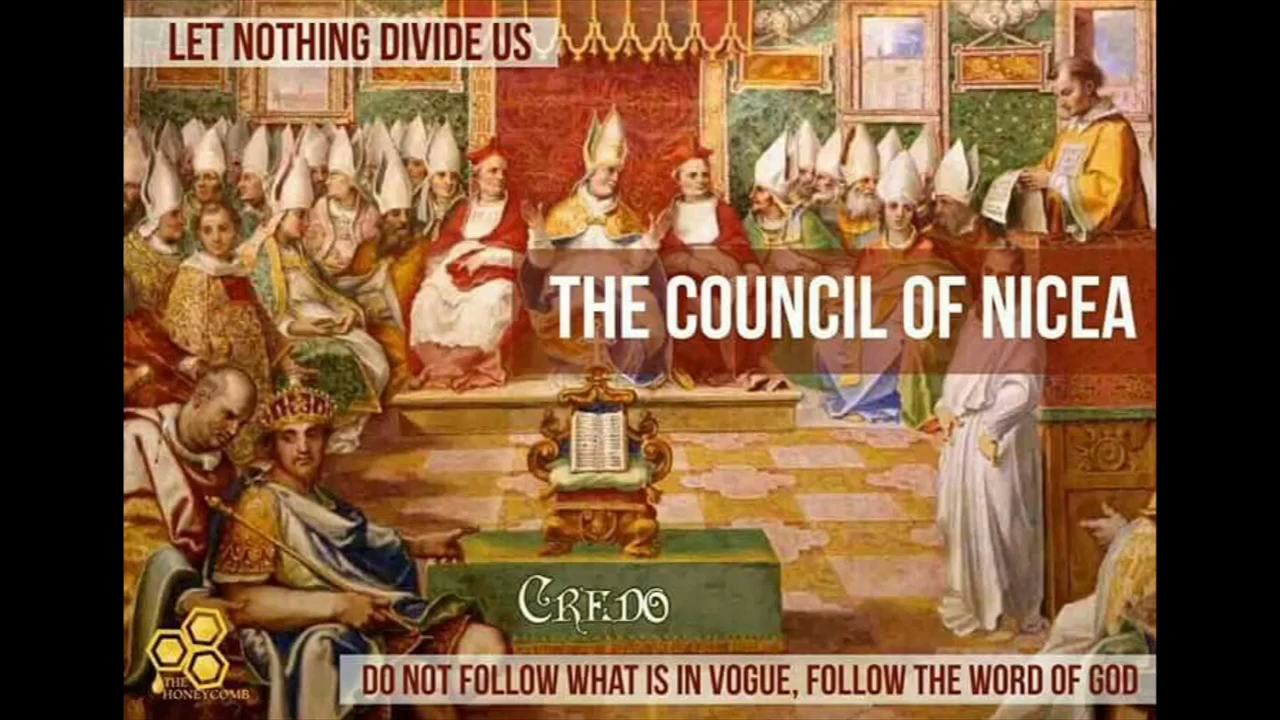 LET NOTHING DIVIDE US
THE COUNCIL OF NICEA
CREDO
THE
HONEYCOMB
DO NOT FOLLOW WHAT IS IN VOGUE, FOLLOW THE WORD OF GOD